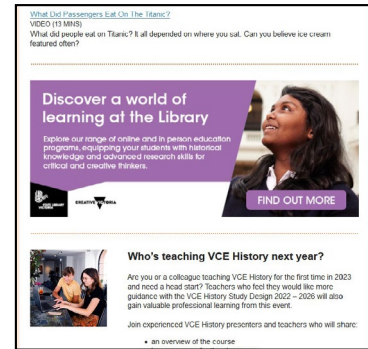 What Did Passengers Eat On The Titanic?
VIDEO (13 MINS)
What did people eat on Titanic? It all depended on where you sat. Can you believe ice cream
featured often?
Discover a world of
learning at the Library
Explore our range of online and in person education
programs, equipping your students with historical
knowledge and advanced research skills for
critical and creative thinkers.
STATE LIBRARY
VICTORIA
CREATIVE VICTORIA
FIND OUT MORE
Who's teaching VCE History next year?
Are you or a colleague teaching VCE History for the first time in 2023
and need a head start? Teachers who feel they would like more
guidance with the VCE History Study Design 2022 – 2026 will also
gain valuable professional learning from this event.
Join experienced VCE History presenters and teachers who will share:
• an overview of the course